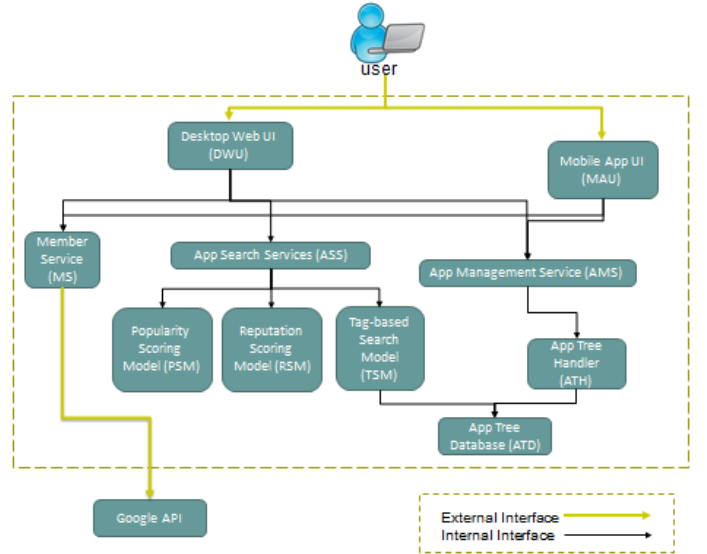 user
Desktop Web UI
(DWU)
Mobile App UI
(MAU)
Member
Service
(MS)
App Search Services (ASS)
App Management Service (AMS)
Popularity
Scoring
Model (PSM)
Reputation
Scoring
Model (RSM)
Tag-based
Search
Model
(TSM)
App Tree
Handler
(ATH)
App Tree
Database (ATD)
Google API
External Interface
Internal Interface